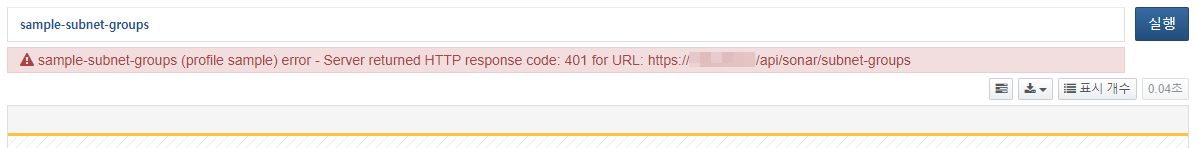 sample-subnet-groups
실행
sample-subnet-groups (profile sample) error - Server returned HTTP response code: 401 for URL: https:// /api/sonar/subnet-groups
표시 개수
0.04초